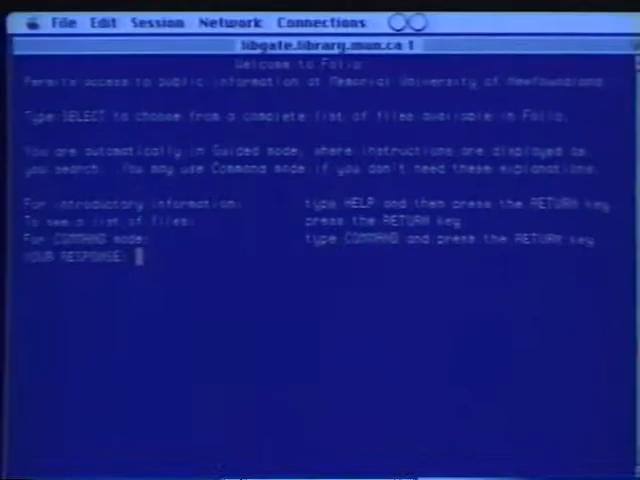 File Edit Session Network Connections
libgate.library.mun.ca 1
Welcome to Folio:
Permits access to public information at Memorial University of Newfoundland
Type SELECT to choose from a complete list of files available in Folio.
You are automatically in Guided mode, where instructions are displayed as
you search. You may use Command mode if you don't need these explanations.
For introductory information: type HELP and then press the RETURN key
To see a list of files: press the RETURN key
For COMMAND mode: type COMMAND and press the RETURN key
YOUR RESPONSE: